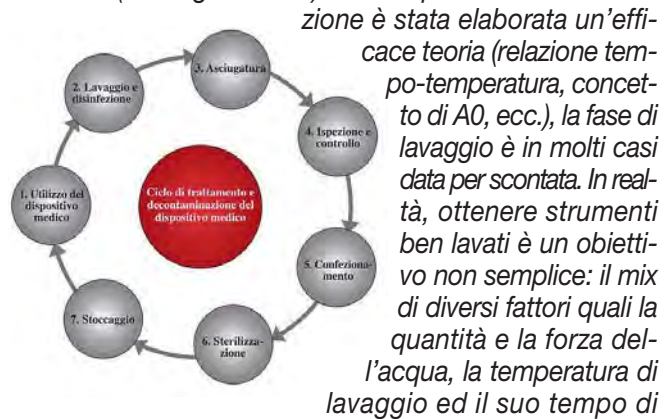 zione è stata elaborata un'effi-
cace teoria (relazione tem-
po-temperatura, concet-
to di A0, ecc.), la fase di
lavaggio è in molti casi
data per scontata. In real-
tà, ottenere strumenti
ben lavati è un obietti-
vo non semplice: il mix
di diversi fattori quali la
quantità e la forza del-
l'acqua, la temperatura di
lavaggio ed il suo tempo di
Ciclo di trattamento e
decontaminazione del
dispositivo medico
1. Utilizzo del
dispositivo
medico
2. Lavaggio e
disinfezione
3. Asciugatura
4. Ispezione e
controllo
5. Confeziona-
mento
6. Sterilizza-
zione
7. Stoccaggio